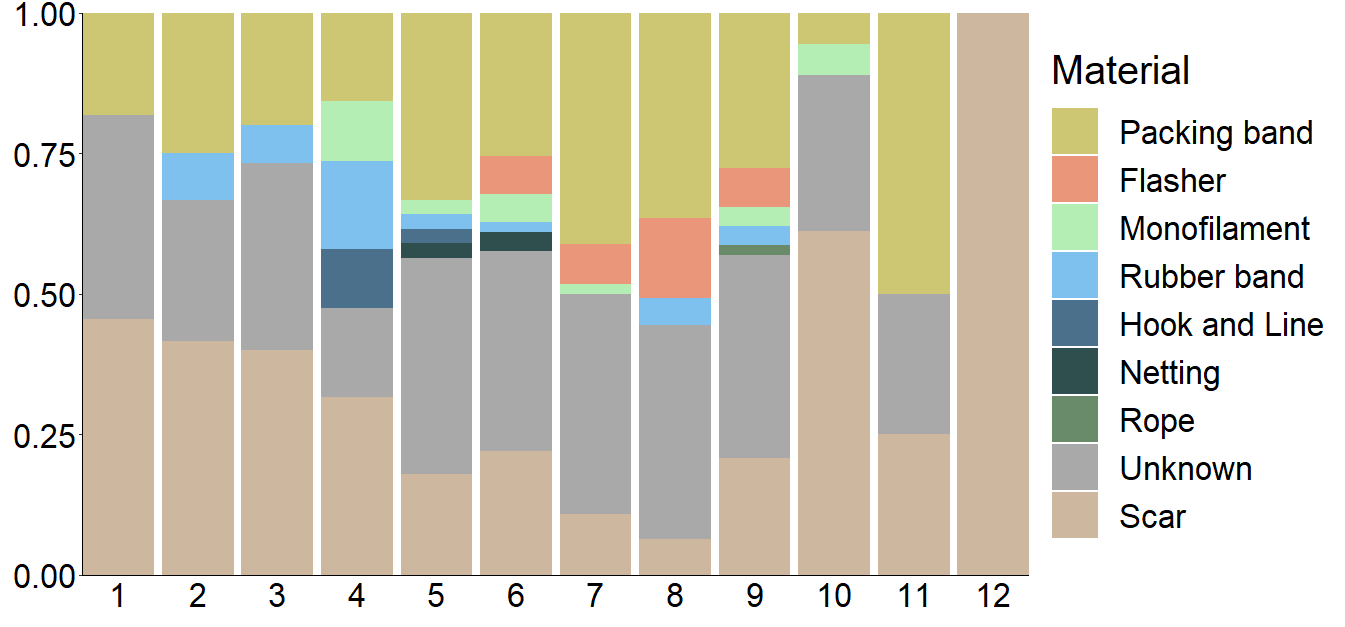 1.00
0.75
0.50
0.25
0.00
1 2 3 4 5 6 7 8 9 10 11 12
Material
Packing band
Flasher
Monofilament
Rubber band
Hook and Line
Netting
Rope
Unknown
Scar